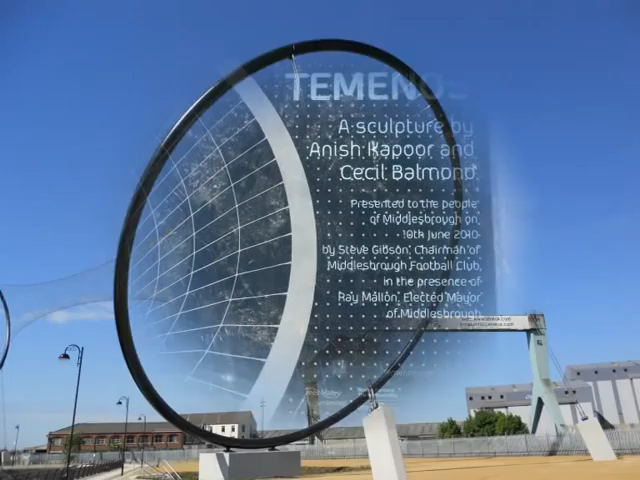 TEMENOS
A sculpture by
Anish Kapoor and
Cecil Balmond.
Presented to the people
of Middlesbrough on
10th June 2010
by Steve Gibson, Chairman of
Middlesbrough Football Club,
in the presence of
Ray Mallon, Elected Mayor
of Middlesbrough